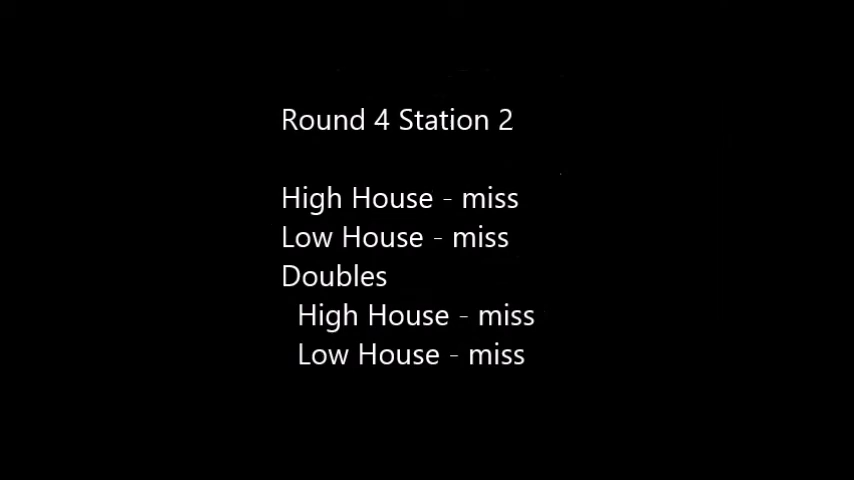 Round 4 Station 2
High House - miss
Low House - miss
Doubles
High House - miss
Low House - miss